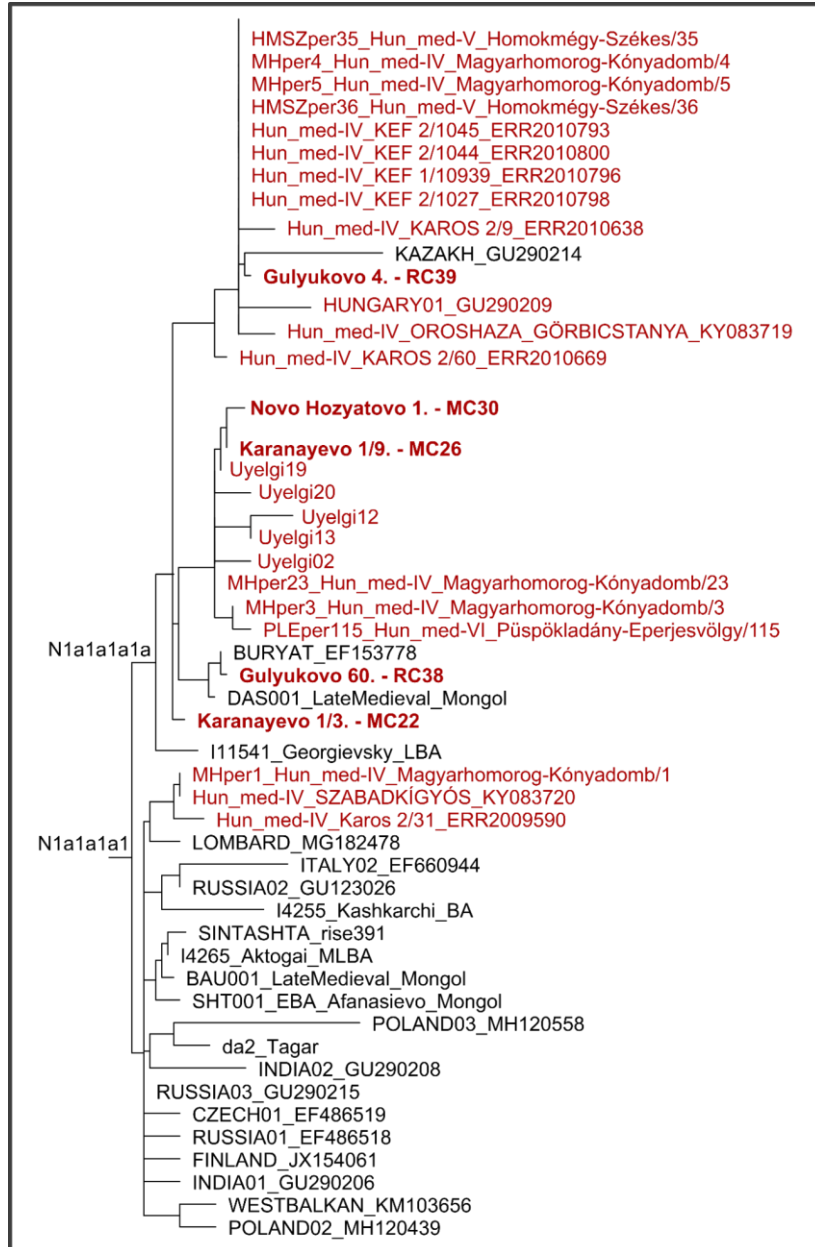 HMSZper35_Hun_med-V_Homokmégy-Székes/35
MHper4_Hun_med-IV_Magyarhomorog-Kónyadomb/4
MHper5_Hun_med-IV_Magyarhomorog-Kónyadomb/5
HMSZper36_Hun_med-V_Homokmégy-Székes/36
Hun_med-IV_KEF 2/1045_ERR2010793
Hun_med-IV_KEF 2/1044_ERR2010800
Hun_med-IV_KEF 1/10939_ERR2010796
Hun_med-IV_KEF 2/1027_ERR2010798
Hun_med-IV_KAROS 2/9_ERR2010638
KAZAKH_GU290214
Gulyukovo 4. - RC39
HUNGARY01_GU290209
Hun_med-IV_OROSHAZA_GÖRBICSTANYA_KY083719
Hun_med-IV_KAROS 2/60_ERR2010669
Novo Hozyatovo 1. - MC30
Karanayevo 1/9. - MC26
Uyelgi19
Uyelgi20
Uyelgi12
Uyelgi13
Uyelgi02
MHper23_Hun_med-IV_Magyarhomorog-Kónyadomb/23
MHper3_Hun_med-IV_Magyarhomorog-Kónyadomb/3
PLEper115_Hun_med-VI_Püspökladány-Eperjesvölgy/115
N1a1a1a1a
BURYAT_EF153778
Gulyukovo 60. - RC38
DAS001_LateMedieval_Mongol
Karanayevo 1/3. - MC22
I11541_Georgievsky_LBA
MHper1_Hun_med-IV_Magyarhomorog-Kónyadomb/1
Hun_med-IV_SZABADKÍGYÓS_KY083720
Hun_med-IV_Karos 2/31_ERR2009590
N1a1a1a1
LOMBARD_MG182478
ITALY02_EF660944
RUSSIA02_GU123026
I4255_Kashkarchi_BA
SINTASHTA_rise391
I4265_Aktogai_MLBA
BAU001_LateMedieval_Mongol
SHT001_EBA_Afanasievo_Mongol
POLAND03_MH120558
da2_Tagar
INDIA02_GU290208
RUSSIA03_GU290215
CZECH01_EF486519
RUSSIA01_EF486518
FINLAND_JX154061
INDIA01_GU290206
WESTBALKAN_KM103656
POLAND02_MH120439